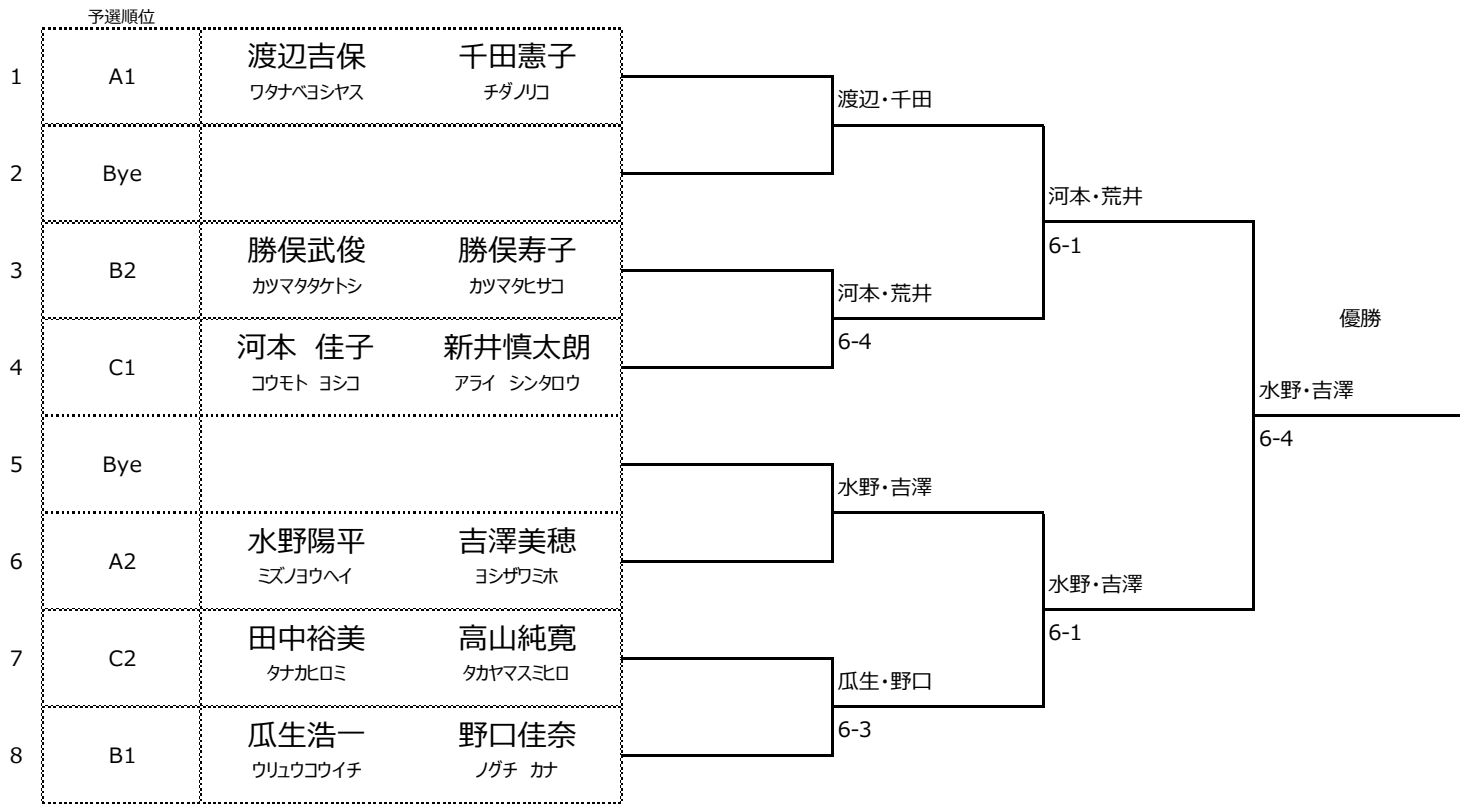 予選順位
1 A1 渡辺吉保 千田憲子
ワタナベヨシヤス チダノリコ
渡辺・千田
2 Bye
河本・荒井
6-1
3 B2 勝俣武俊 勝俣寿子
カツマタタケトシ カツマタヒサコ
河本・荒井
6-4
4 C1 河本 佳子 新井慎太朗
コウモト ヨシコ アライ シンタロウ
優勝
水野・吉澤
6-4
5 Bye
水野・吉澤
6 A2 水野陽平 吉澤美穂
ミズノヨウヘイ ヨシザワミホ
水野・吉澤
6-1
7 C2 田中裕美 高山純寛
タナカヒロミ タカヤマスミヒロ
瓜生・野口
6-3
8 B1 瓜生浩一 野口佳奈
ウリュウコウイチ ノグチ カナ